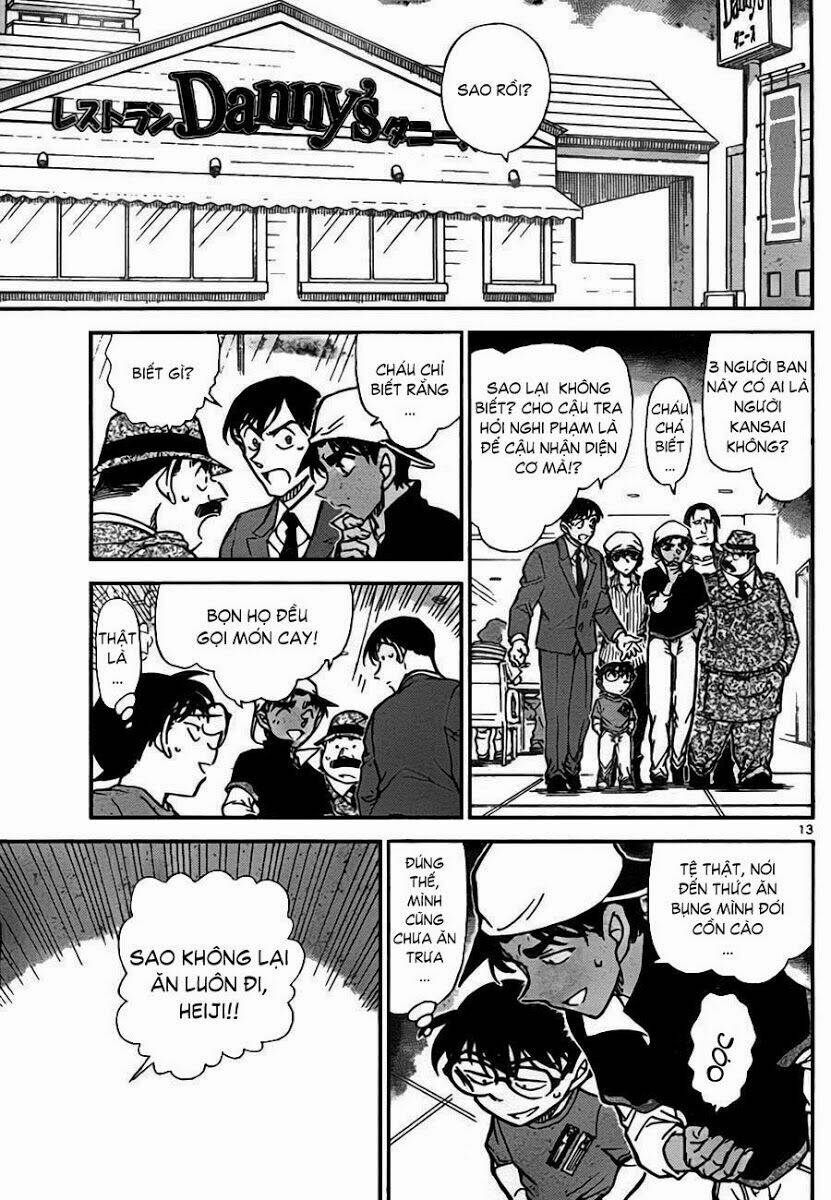 Danny's
ダニーズ
SAO RỒI?
レストラン Danny's ダニー
3 NGƯỜI BAN
NÀY CÓ AI LÀ
NGƯỜI
KANSAI
KHÔNG?
CHÁU
CHẢ
BIẾT
...
SAO LẠI KHÔNG
BIẾT? CHO CẬU TRA
HỎI NGHI PHẠM LÀ
ĐỂ CẬU NHẬN DIỆN
CƠ MÀ!?
CHÁU CHỈ
BIẾT RẰNG
...
BIẾT GÌ?
BỌN HỌ ĐỀU
GỌI MÓN CAY!
THẬT
LÀ
...
13
TỆ THẬT, NÓI
ĐẾN THỨC ĂN
BỤNG MÌNH ĐÓI
CỒN CÀO
...
ỌỌC
ĐÚNG
THẾ,
MÌNH
CŨNG
CHƯA ĂN
TRƯA
...
SAO KHÔNG LẠI
ĂN LUÔN ĐI,
HEIJI!!